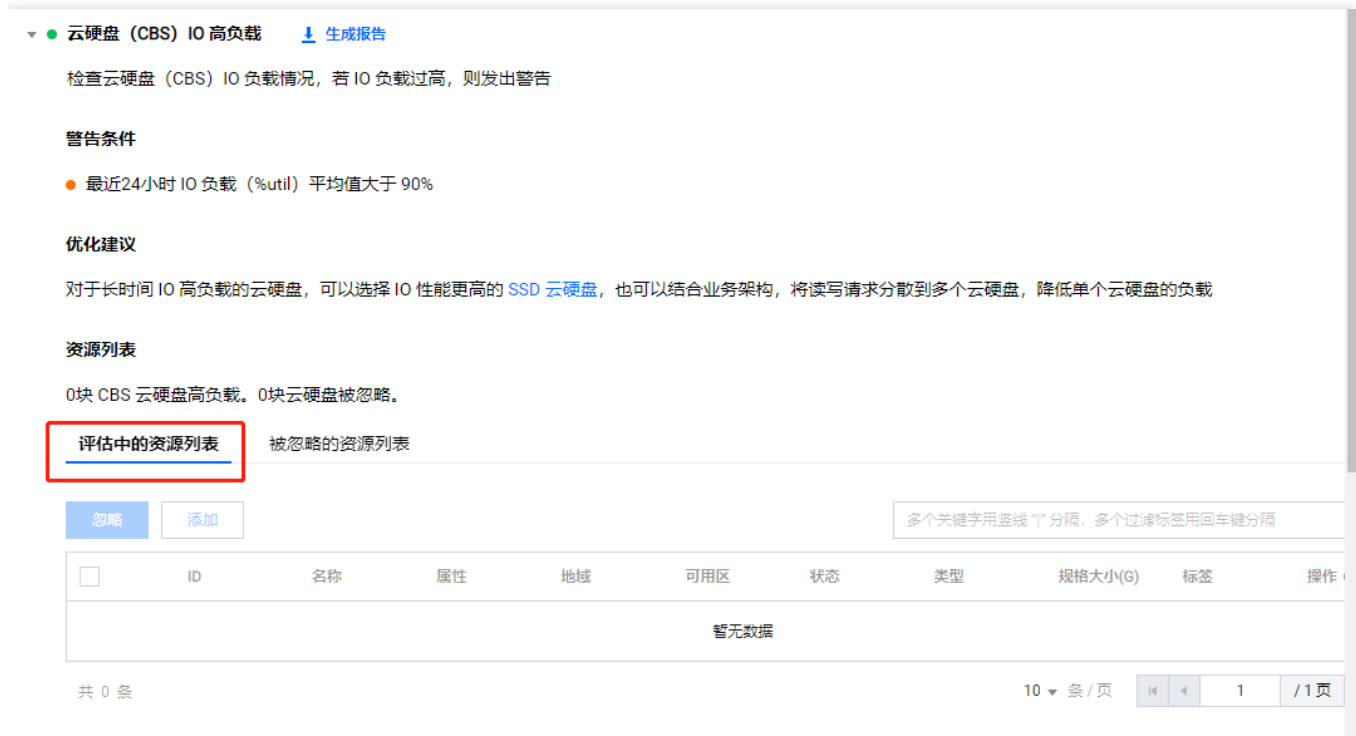 云硬盘（CBS）IO 高负载 生成报告
检查云硬盘（CBS）IO 负载情况，若 IO 负载过高，则发出警告
警告条件
最近24小时 IO 负载（%util）平均值大于 90%
优化建议
对于长时间 IO 高负载的云硬盘，可以选择 IO 性能更高的 SSD 云硬盘，也可以结合业务架构，将读写请求分散到多个云硬盘，降低单个云硬盘的负载
资源列表
0块 CBS 云硬盘高负载。0块云硬盘被忽略。
评估中的资源列表 被忽略的资源列表
忽略 添加 多个关键字用竖线 "|" 分隔，多个过滤标签用回车键分隔
ID 名称 属性 地域 可用区 状态 类型 规格大小(G) 标签 操作
暂无数据
共 0 条 10 条 / 页 1 / 1 页